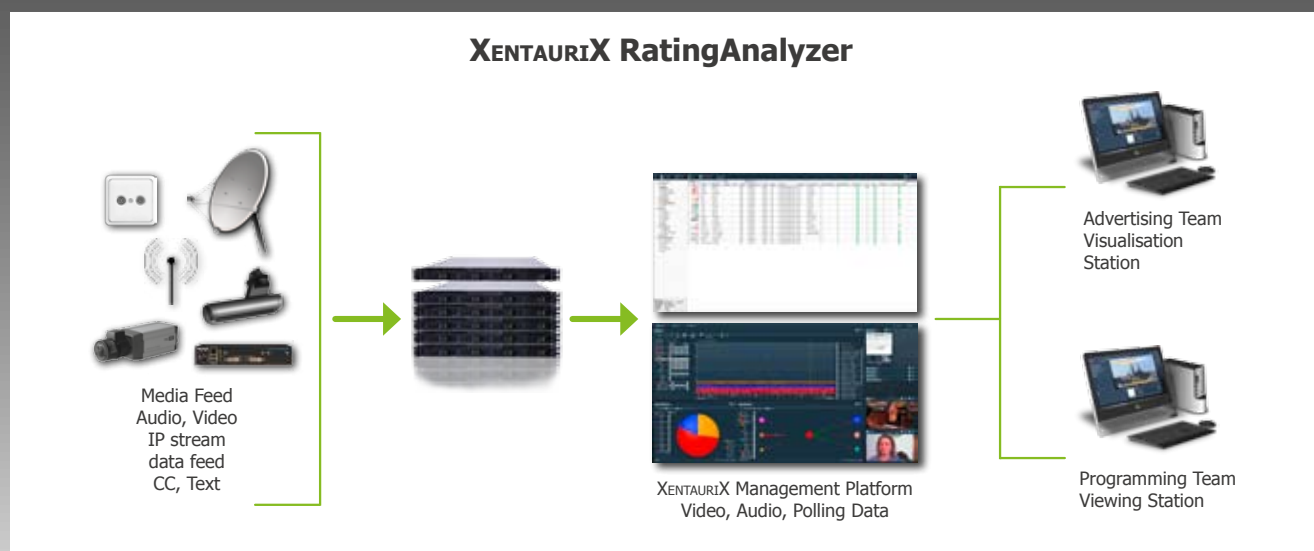 XENTAURIX RatingAnalyzer
Media Feed
Audio, Video
IP stream
data feed
CC, Text
XENTAURIX Management Platform
Video, Audio, Polling Data
Advertising Team
Visualisation
Station
Programming Team
Viewing Station